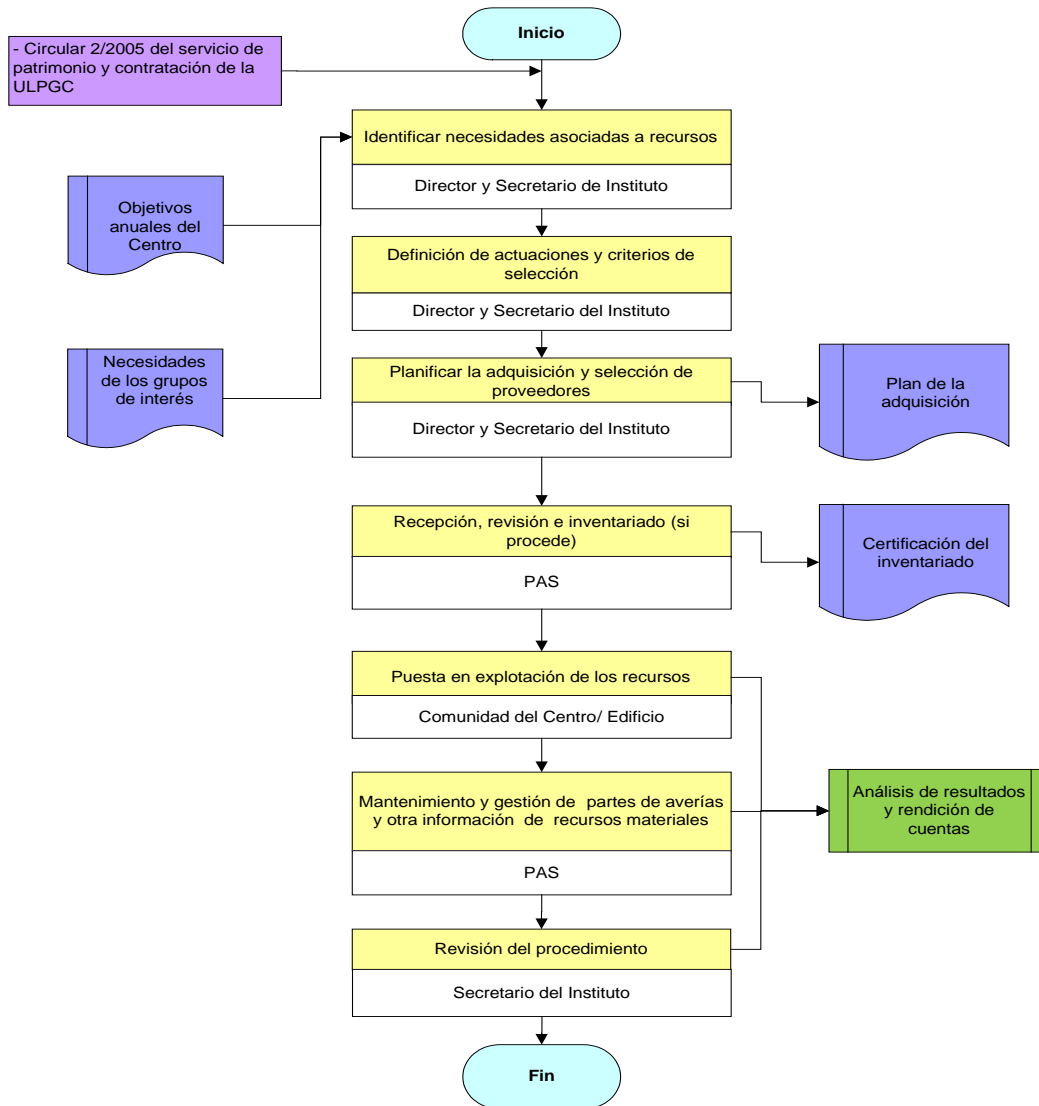 Inicio
- Circular 2/2005 del servicio de
patrimonio y contratación de la
ULPGC
Identificar necesidades asociadas a recursos
Director y Secretario de Instituto
Objetivos
anuales del
Centro
Definición de actuaciones y criterios de
selección
Director y Secretario del Instituto
Necesidades
de los grupos
de interés
Planificar la adquisición y selección de
proveedores
Director y Secretario del Instituto
Plan de la
adquisición
Recepción, revisión e inventariado (si
procede)
PAS
Certificación del
inventariado
Puesta en explotación de los recursos
Comunidad del Centro/ Edificio
Mantenimiento y gestión de partes de averías
y otra información de recursos materiales
PAS
Análisis de resultados
y rendición de
cuentas
Revisión del procedimiento
Secretario del Instituto
Fin